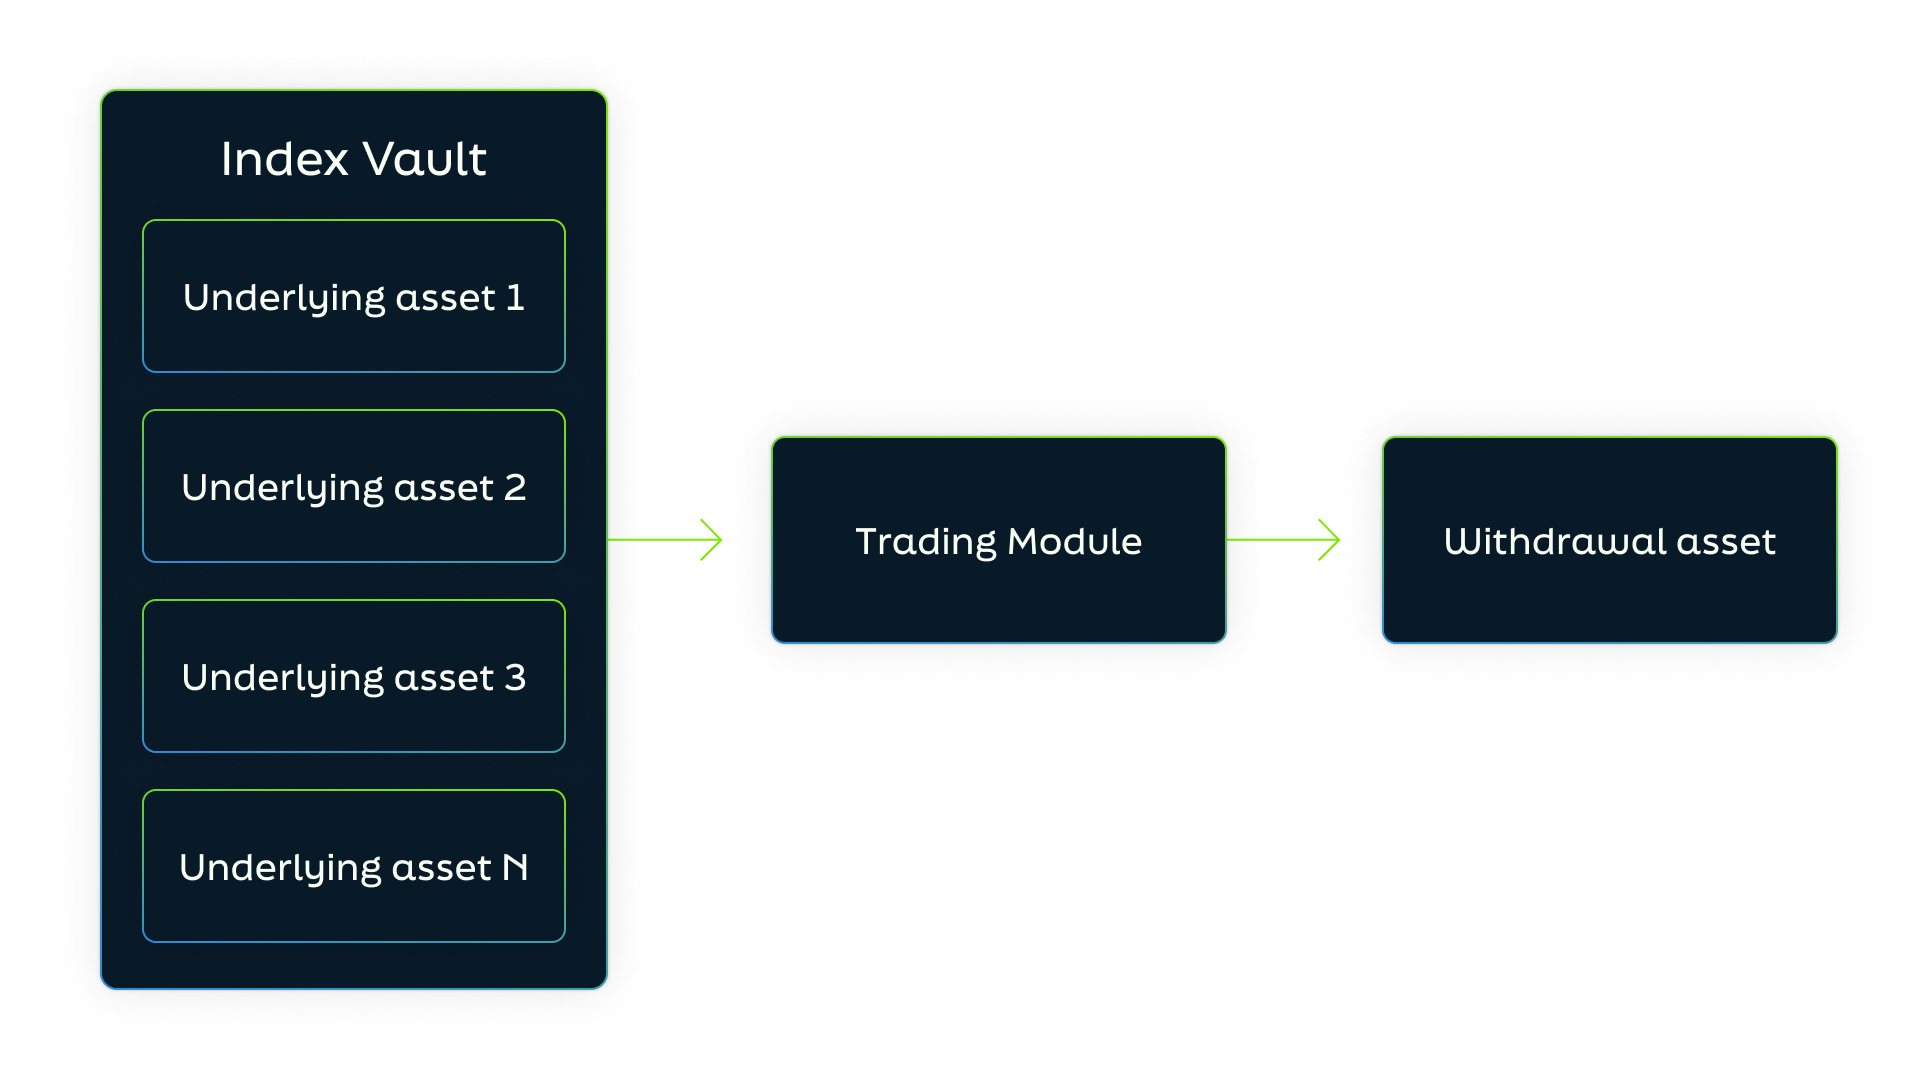 Index Vault
Underlying asset 1
Underlying asset 2
Underlying asset 3
Underlying asset N
Trading Module
Withdrawal asset